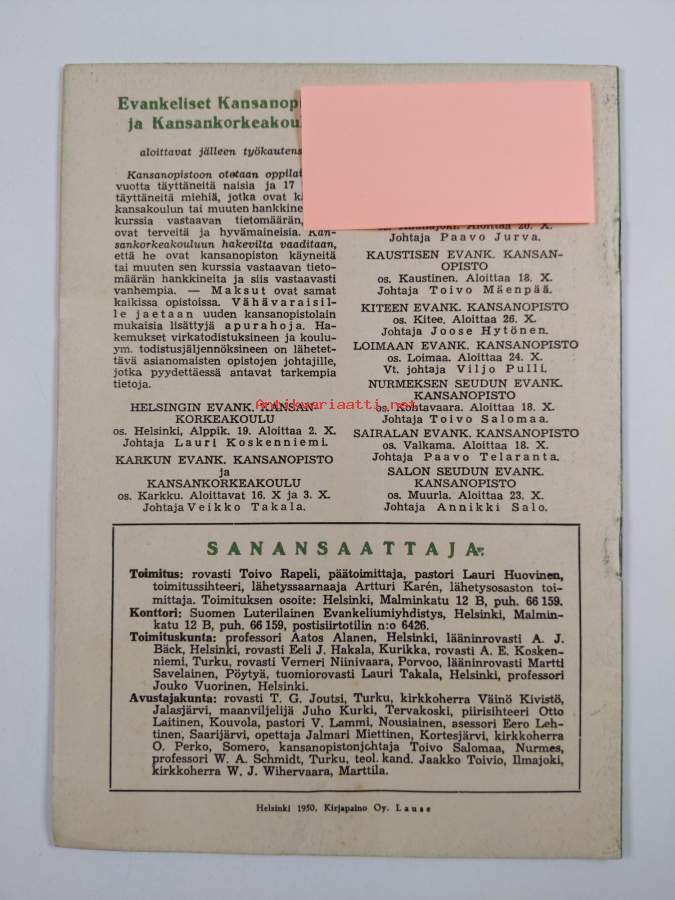 Evankeliset Kansanop
ja Kansankorkeakou
aloittavat jälleen työkautens
Kansanopistoon otetaan oppilai
vuotta täyttäneitä naisia ja 17
täyttäneitä miehiä, jotka ovat k
kansakoulun tai muuten hankkine
kurssia vastaavan tietomäärän,
ovat terveitä ja hyvämaineisia. Kan-
sankorkeakouluun hakevilta vaaditaan,
että he ovat kansanopiston käyneitä
tai muuten sen kurssia vastaavan tieto-
määrän hankkineita ja siis vastaavasti
vanhempia. — Maksut ovat samat
kaikissa opistoissa. Vähävaraisil-
le jaetaan uuden kansanopistolain
mukaisia lisättyjä apurahoja. Ha-
kemukset virkatodistuksineen ja koulu-
ym. todistusjäljennöksineen on lähetet-
tävä asianomaisten opistojen johtajille,
jotka pyydettäessä antavat tarkempia
tietoja.
HELSINGIN EVANK. KANSAN-
KORKEAKOULU
os. Helsinki, Alppik. 19. Aloittaa 2. X.
Johtaja Lauri Koskenniemi.
KARKUN EVANK. KANSANOPISTO
ja
KANSANKORKEAKOULU
os. Karkku. Aloittavat 16. X ja 3. X.
Johtaja Veikko Takala.
os. Kauhajoki. Aloittaa 26. X.
Johtaja Paavo Jurva.
KAUSTISEN EVANK. KANSAN-
OPISTO
os. Kaustinen. Aloittaa 18. X.
Johtaja Toivo Mäenpää.
KITEEN EVANK. KANSANOPISTO
os. Kitee. Aloittaa 26. X.
Johtaja Joose Hytönen.
LOIMAAN EVANK. KANSANOPISTO
os. Loimaa. Aloittaa 24. X.
Vt. johtaja Viljo Pulli.
NURMEKSEN SEUDUN EVANK.
KANSANOPISTO
os. Kohtavaara. Aloittaa 18. X.
Johtaja Toivo Salomaa.
SAIRALAN EVANK. KANSANOPISTO
os. Valkama. Aloittaa 18. X.
Johtaja Paavo Telaranta.
SALON SEUDUN EVANK.
KANSANOPISTO
os. Muurla. Aloittaa 23. X.
Johtaja Annikki Salo.
Antikvariaatti.net
SANANSAATTAJA
Toimitus: rovasti Toivo Rapeli, päätoimittaja, pastori Lauri Huovinen,
toimitussihteeri, lähetyssaarnaaja Artturi Karén, lähetysosaston toi-
mittaja. Toimituksen osoite: Helsinki, Malminkatu 12 B, puh. 66 159.
Konttori: Suomen Luterilainen Evankeliumiyhdistys, Helsinki, Malmin-
katu 12 B, puh. 66 159, postisiirtotilin n:o 6426.
Toimituskunta: professori Aatos Alanen, Helsinki, lääninrovasti A. J.
Bäck, Helsinki, rovasti Eeli J. Hakala, Kurikka, rovasti A. E. Kosken-
niemi, Turku, rovasti Verneri Niinivaara, Porvoo, lääninrovasti Martti
Savelainen, Pöytyä, tuomiorovasti Lauri Takala, Helsinki, professori
Jouko Vuorinen, Helsinki.
Avustajakunta: rovasti T. G. Joutsi, Turku, kirkkoherra Väinö Kivistö,
Jalasjärvi, maanviljelijä Juho Kurki, Tervakoski, piirisihteeri Otto
Laitinen, Kouvola, pastori V. Lammi, Nousiainen, asessori Eero Leh-
tinen, Saarijärvi, opettaja Jalmari Miettinen, Kortesjärvi, kirkkoherra
O. Perko, Somero, kansanopistonjohtaja Toivo Salomaa, Nurmes,
professori W. A. Schmidt, Turku, teol. kand. Jaakko Toivio, Ilmajoki,
kirkkoherra W. J. Wihervaara, Marttila.
Helsinki 1950. Kirjapaino Oy. Lause